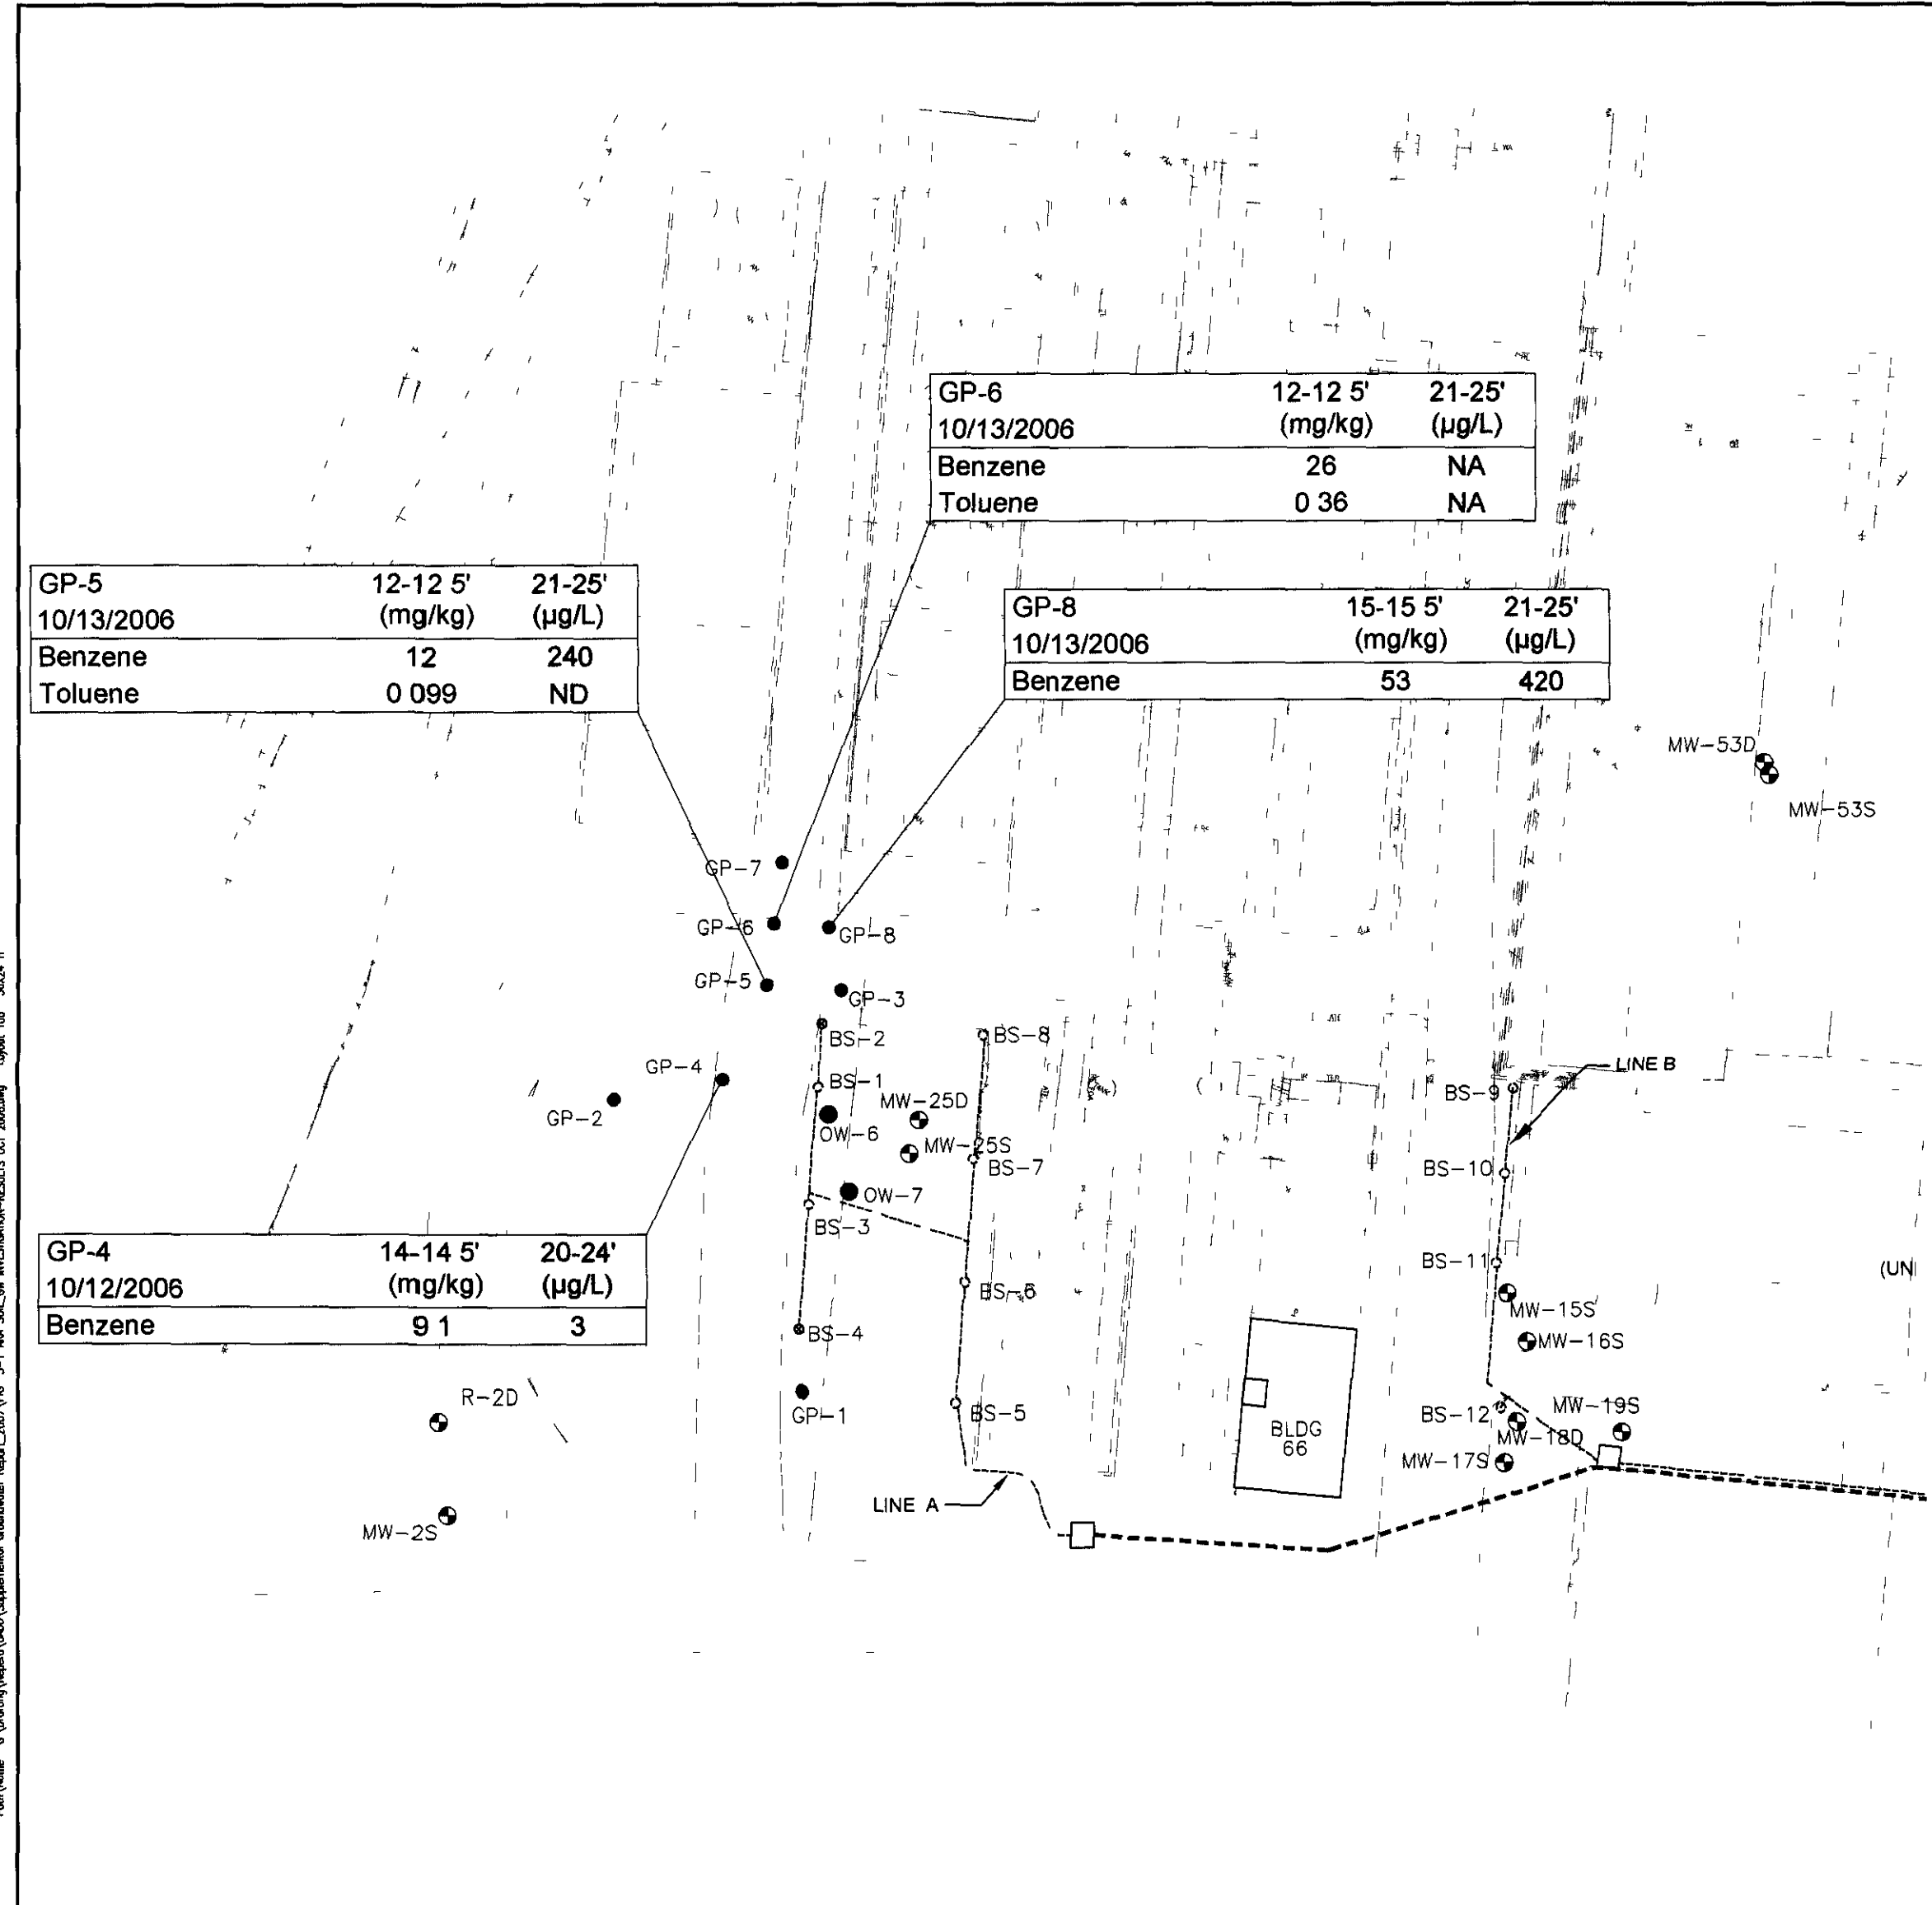 GP-6 12-12 5' 21-25'
10/13/2006 (mg/kg) (µg/L)
Benzene 26 NA
Toluene 0 36 NA
GP-5 12-12 5' 21-25'
10/13/2006 (mg/kg) (µg/L)
Benzene 12 240
Toluene 0 099 ND
GP-8 15-15 5' 21-25'
10/13/2006 (mg/kg) (µg/L)
Benzene 53 420
MW-53D
MW-53S
GP-7
GP-6
GP-8
GP-5
GP-3
BS-2
BS-8
GP-4
BS-1
LINE B
BS-9
GP-2
MW-25D
OW-6
MW-25S
BS-7
BS-10
OW-7
BS-3
GP-4 14-14 5' 20-24'
10/12/2006 (mg/kg) (µg/L)
Benzene 9 1 3
BS-11
(UN
BS-6
MW-15S
BS-4
MW-16S
R-2D
GP-1
BS-5
BLDG
66
BS-12
MW-19S
MW-18D
MW-17S
LINE A
MW-2S